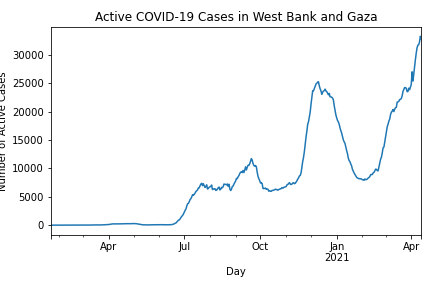 Active COVID-19 Cases in West Bank and Gaza
Number of Active Cases
30000
25000
20000
15000
10000
5000
0
Apr
Jul
Oct
Jan
2021
Apr
Day